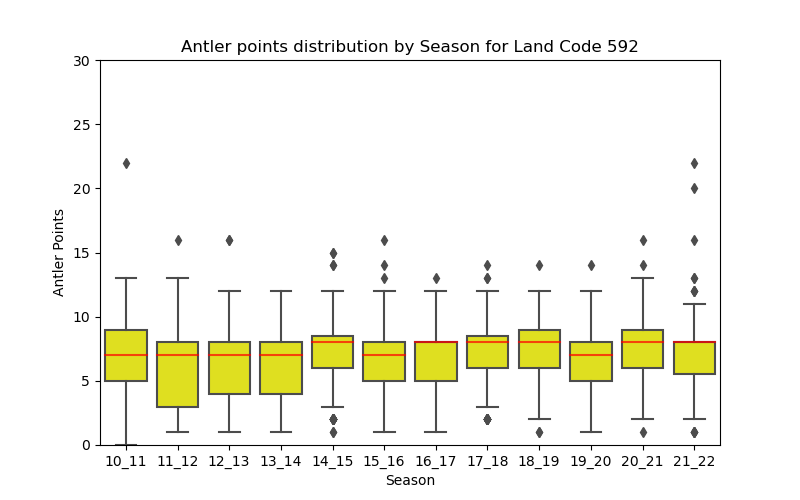 Antler points distribution by Season for Land Code 592
30
25
20
15
10
5
0
Antler Points
10_11 11_12 12_13 13_14 14_15 15_16 16_17 17_18 18_19 19_20 20_21 21_22
Season